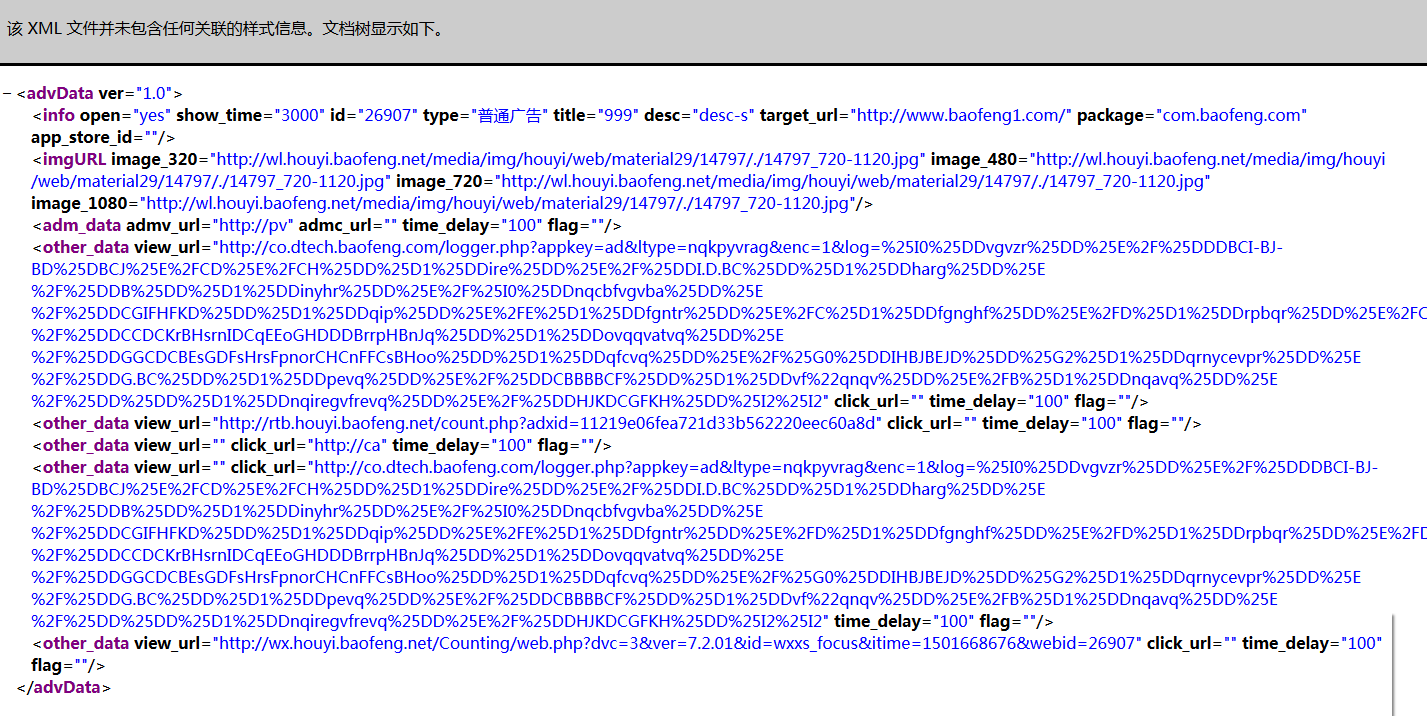 该 XML 文件并未包含任何关联的样式信息。文档树显示如下。
− <advData ver="1.0">
<info open="yes" show_time="3000" id="26907" type="普通广告" title="999" desc="desc-s" target_url="http://www.baofeng1.com/" package="com.baofeng.com"
app_store_id=""/>
<imgURL image_320="http://wl.houyi.baofeng.net/media/img/houyi/web/material29/14797/./14797_720-1120.jpg" image_480="http://wl.houyi.baofeng.net/media/img/houyi
/web/material29/14797/./14797_720-1120.jpg" image_720="http://wl.houyi.baofeng.net/media/img/houyi/web/material29/14797/./14797_720-1120.jpg"
image_1080="http://wl.houyi.baofeng.net/media/img/houyi/web/material29/14797/./14797_720-1120.jpg"/>
<adm_data admv_url="http://pv" admc_url="" time_delay="100" flag=""/>
<other_data view_url="http://co.dtech.baofeng.com/logger.php?appkey=ad&ltype=nqkpyvrag&enc=1&log=%25I0%25DDvgvzr%25DD%25E%2F%25DDDBCI-BJ-
BD%25DBCJ%25E%2FCD%25E%2FCH%25DD%25D1%25DDire%25DD%25E%2F%25DDI.D.BC%25DD%25D1%25DDharg%25DD%25E
%2F%25DDB%25DD%25D1%25DDinyhr%25DD%25E%2F%25I0%25DDnqcbfvgvba%25DD%25E
%2F%25DDCGIFHFKD%25DD%25D1%25DDqip%25DD%25E%2FE%25D1%25DDfgntr%25DD%25E%2FC%25D1%25DDfgnghf%25DD%25E%2FD%25D1%25DDrpbqr%25DD%25E%2FC
%2F%25DDCCDCKrBHsrnIDCqEEoGHDDDBrrpHBnJq%25DD%25D1%25DDovqqvatvq%25DD%25E
%2F%25DDGGCDCBEsGDFsHrsFpnorCHCnFFCsBHoo%25DD%25D1%25DDqfcvq%25DD%25E%2F%25G0%25DDIHBJBEJD%25DD%25G2%25D1%25DDqrnycevpr%25DD%25E
%2F%25DDG.BC%25DD%25D1%25DDpevq%25DD%25E%2F%25DDCBBBBCF%25DD%25D1%25DDvf%22qnqv%25DD%25E%2FB%25D1%25DDnqavq%25DD%25E
%2F%25DD%25DD%25D1%25DDnqiregvfrevq%25DD%25E%2F%25DDHJKDCGFKH%25DD%25I2%25I2" click_url="" time_delay="100" flag=""/>
<other_data view_url="http://rtb.houyi.baofeng.net/count.php?adxid=11219e06fea721d33b562220eec60a8d" click_url="" time_delay="100" flag=""/>
<other_data view_url="" click_url="http://ca" time_delay="100" flag=""/>
<other_data view_url="" click_url="http://co.dtech.baofeng.com/logger.php?appkey=ad&ltype=nqkpyvrag&enc=1&log=%25I0%25DDvgvzr%25DD%25E%2F%25DDDBCI-BJ-
BD%25DBCJ%25E%2FCD%25E%2FCH%25DD%25D1%25DDire%25DD%25E%2F%25DDI.D.BC%25DD%25D1%25DDharg%25DD%25E
%2F%25DDB%25DD%25D1%25DDinyhr%25DD%25E%2F%25I0%25DDnqcbfvgvba%25DD%25E
%2F%25DDCGIFHFKD%25DD%25D1%25DDqip%25DD%25E%2FE%25D1%25DDfgntr%25DD%25E%2FD%25D1%25DDfgnghf%25DD%25E%2FD%25D1%25DDrpbqr%25DD%25E%2FD
%2F%25DDCCDCKrBHsrnIDCqEEoGHDDDBrrpHBnJq%25DD%25D1%25DDovqqvatvq%25DD%25E
%2F%25DDGGCDCBEsGDFsHrsFpnorCHCnFFCsBHoo%25DD%25D1%25DDqfcvq%25DD%25E%2F%25G0%25DDIHBJBEJD%25DD%25G2%25D1%25DDqrnycevpr%25DD%25E
%2F%25DDG.BC%25DD%25D1%25DDpevq%25DD%25E%2F%25DDCBBBBCF%25DD%25D1%25DDvf%22qnqv%25DD%25E%2FB%25D1%25DDnqavq%25DD%25E
%2F%25DD%25DD%25D1%25DDnqiregvfrevq%25DD%25E%2F%25DDHJKDCGFKH%25DD%25I2%25I2" time_delay="100" flag=""/>
<other_data view_url="http://wx.houyi.baofeng.net/Counting/web.php?dvc=3&ver=7.2.01&id=wxxs_focus&itime=1501668676&webid=26907" click_url="" time_delay="100"
flag=""/>
</advData>